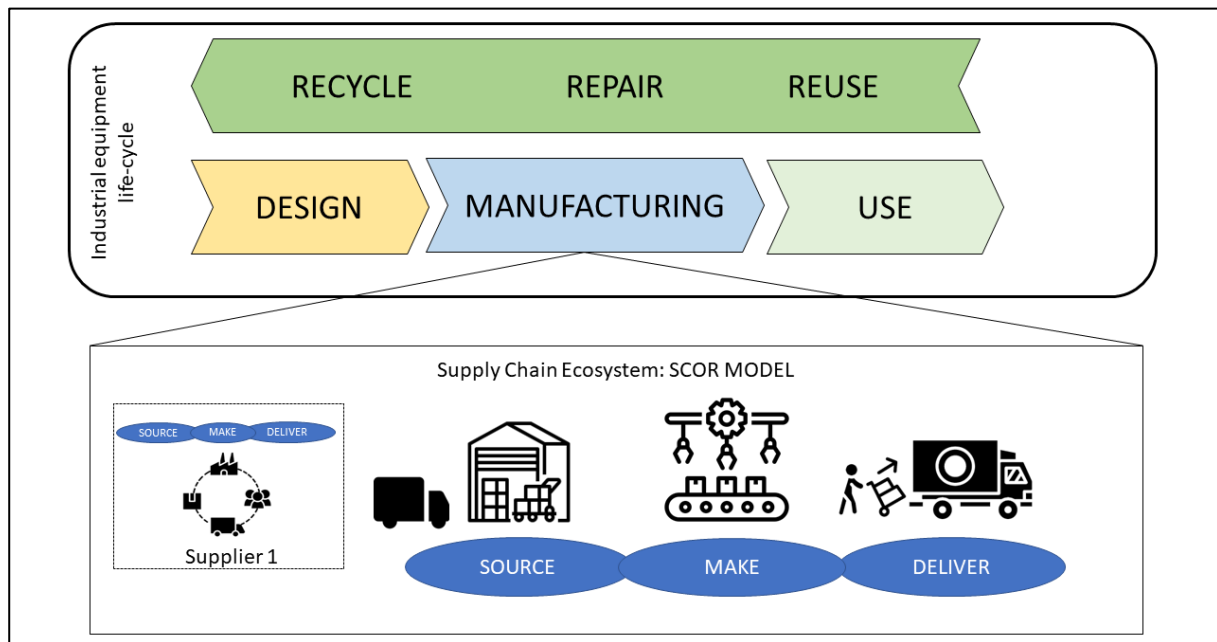 Industrial equipment
life-cycle
RECYCLE REPAIR REUSE
DESIGN MANUFACTURING USE
Supply Chain Ecosystem: SCOR MODEL
SOURCE MAKE DELIVER
Supplier 1
SOURCE MAKE DELIVER